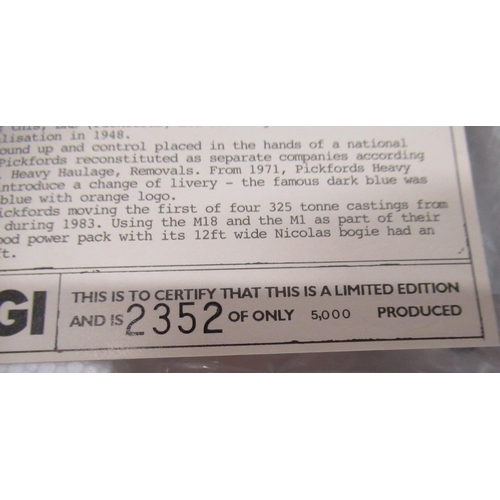 alisation in 1948.
ound up and control placed in the hands of a national
Pickfords reconstituted as separate companies according
Heavy Haulage, Removals. From 1971, Pickfords Heavy
introduce a change of livery - the famous dark blue was
blue with orange logo.
ickfords moving the first of four 325 tonne castings from
during 1983. Using the M18 and the M1 as part of their
ood power pack with its 12ft wide Nicolas bogie had an
ft.
GI
THIS IS TO CERTIFY THAT THIS IS A LIMITED EDITION
AND IS 2352 OF ONLY 5,000 PRODUCED